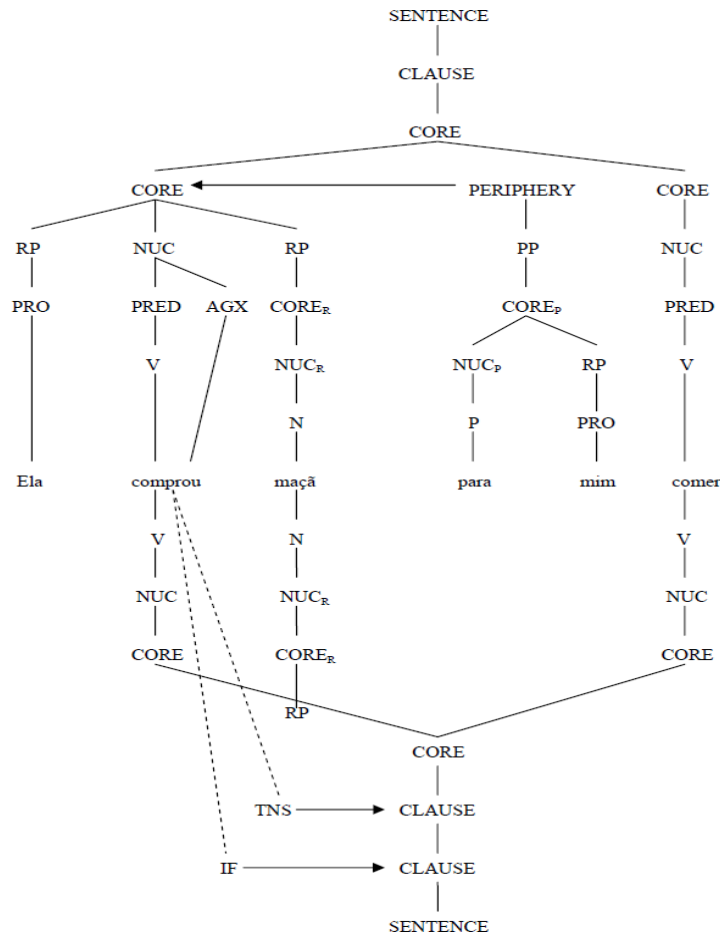 SENTENCE
CLAUSE
CORE
CORE PERIPHERY CORE
RP NUC RP PP NUC
PRO PRED AGX CORER COREP PRED
V NUCR NUCP RP V
N P PRO
Ela comprou maçã para mim comer
V N V
NUC NUCR NUC
CORE CORER CORE
RP
CORE
TNS CLAUSE
IF CLAUSE
SENTENCE